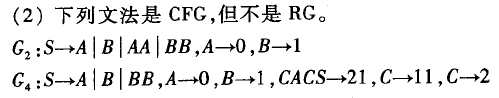 (2) 下列文法是 CFG,但不是 RG。
G₂:S→A|B|AA|BB,A→0,B→1
G₄:S→A|B|BB,A→0,B→1,CACS→21,C→11,C→2